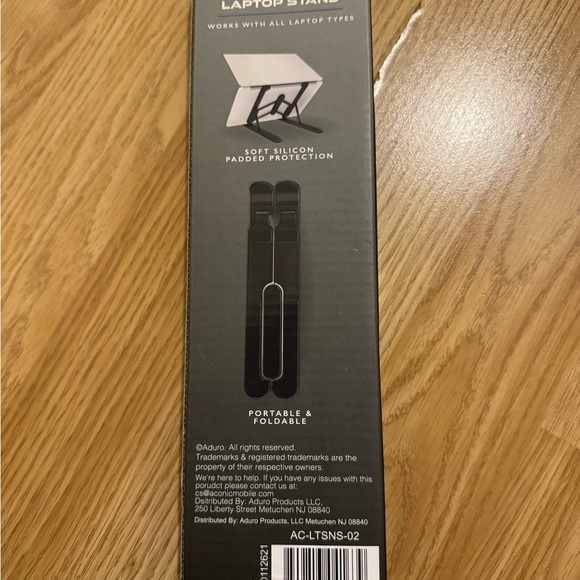 LAPTOP STAND
WORKS WITH ALL LAPTOP TYPES
SOFT SILICON
PADDED PROTECTION
PORTABLE &
FOLDABLE
©Aduro. All rights reserved.
Trademarks & registered trademarks are the
property of their respective owners.
We're here to help. If you have any issues with this
porudct please contact us at:
cs@aconicmobile.com
Dsitributed By: Aduro Products LLC,
250 Liberty Street Metuchen NJ 08840
Distributed By: Aduro Products, LLC Metuchen NJ 08840
AC-LTSNS-02
0112621